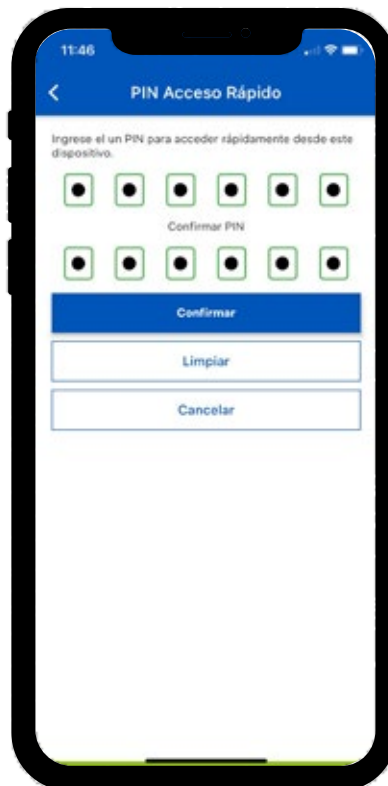 11:46
PIN Acceso Rápido
Ingrese el un PIN para acceder rápidamente desde este
dispositivo.
Confirmar PIN
Confirmar
Limpiar
Cancelar